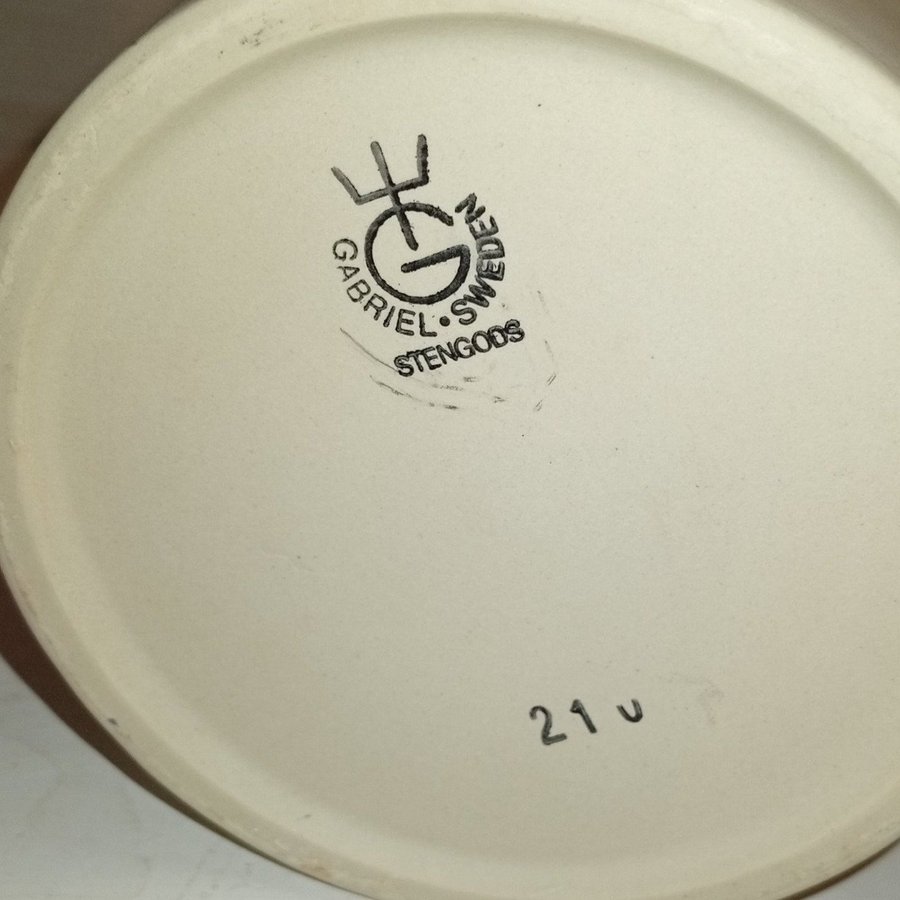 G
GABRIEL • SWEDEN
STENGODS
21 u